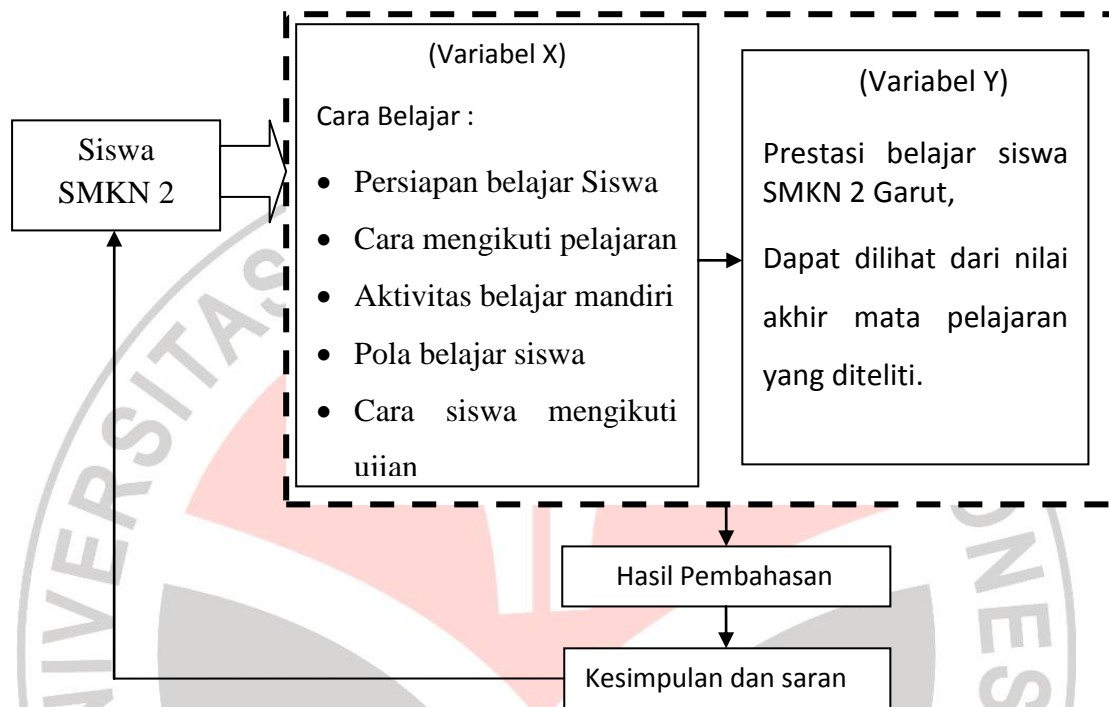 (Variabel X)
Cara Belajar :
• Persiapan belajar Siswa
• Cara mengikuti pelajaran
• Aktivitas belajar mandiri
• Pola belajar siswa
• Cara siswa mengikuti
ujian
(Variabel Y)
Prestasi belajar siswa
SMKN 2 Garut,
Dapat dilihat dari nilai
akhir mata pelajaran
yang diteliti.
Siswa
SMKN 2
Hasil Pembahasan
Kesimpulan dan saran